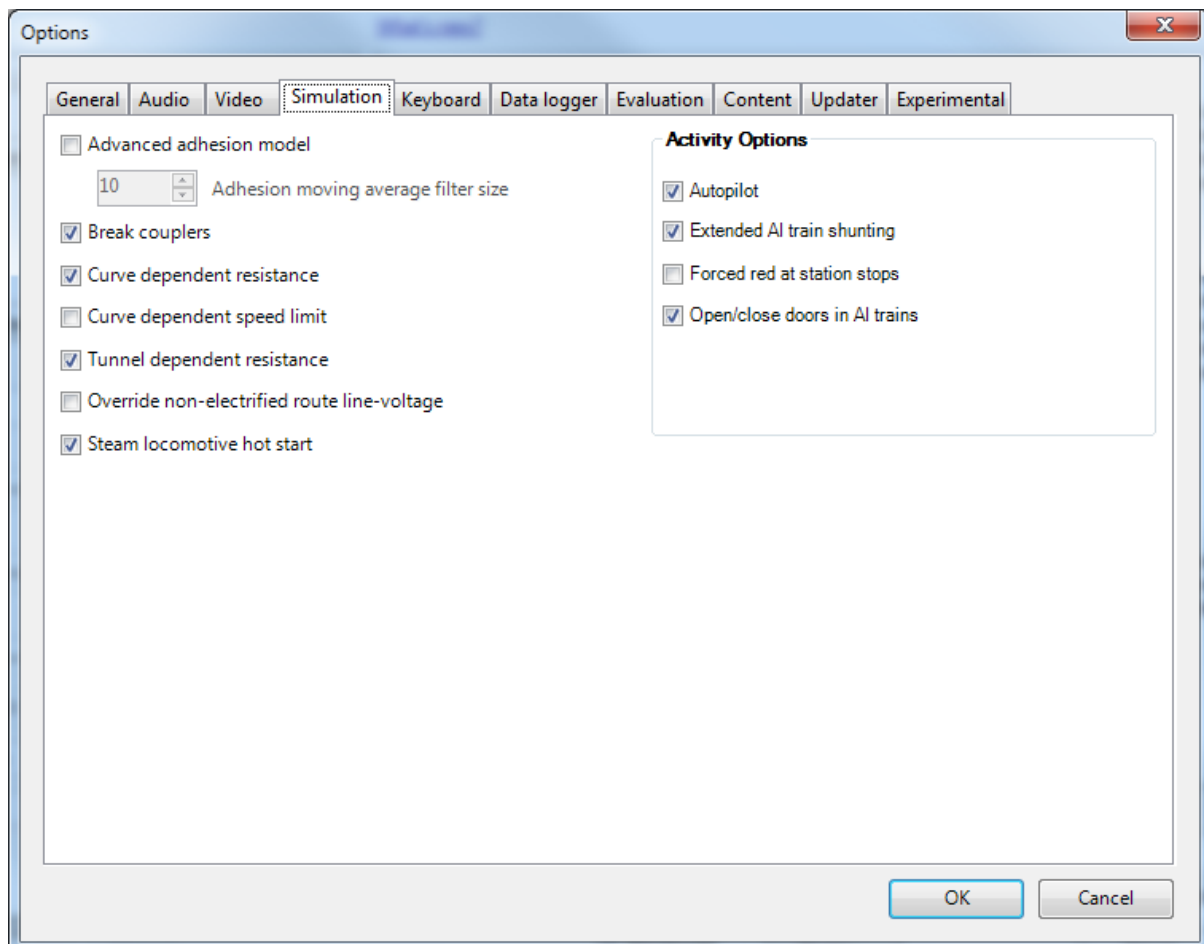 Options
General Audio Video Simulation Keyboard Data logger Evaluation Content Updater Experimental
Advanced adhesion model
10 Adhesion moving average filter size
Break couplers
Curve dependent resistance
Curve dependent speed limit
Tunnel dependent resistance
Override non-electrified route line-voltage
Steam locomotive hot start
Activity Options
Autopilot
Extended AI train shunting
Forced red at station stops
Open/close doors in AI trains
OK Cancel